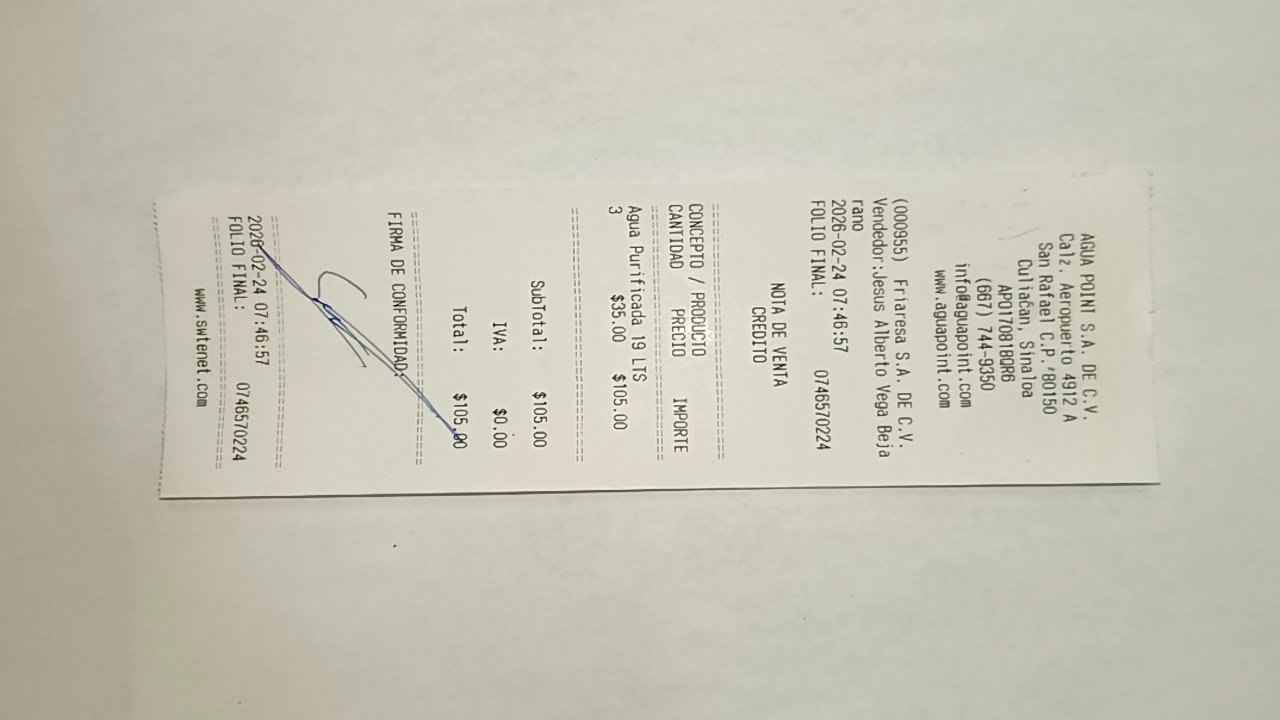 AGUA POINT S.A. DE C.V.
Calz. Aeropuerto 4912 A
San Rafael C.P. 80150
Culiacan, Sinaloa
APO170818QR6
(667) 744-9350
info@aguapoint.com
www.aguapoint.com
(000955) Friaresa S.A. DE C.V.
Vendedor:Jesus Alberto Vega Beja
rano
2026-02-24 07:46:57
FOLIO FINAL: 0746570224
NOTA DE VENTA
CREDITO
================================
CONCEPTO / PRODUCTO
CANTIDAD PRECIO IMPORTE
================================
Agua Purificada 19 LTS
3 $35.00 $105.00
================================
SubTotal: $105.00
IVA: $0.00
Total: $105.00
================================
FIRMA DE CONFORMIDAD:
================================
2026-02-24 07:46:57
FOLIO FINAL: 0746570224
================================
www.swtenet.com